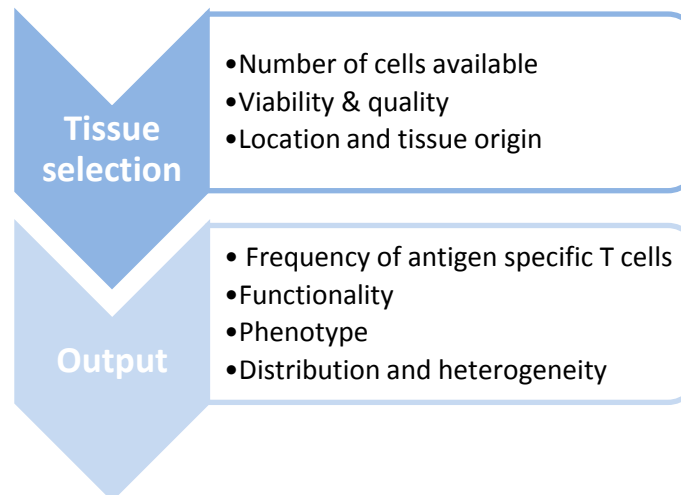 Tissue
selection
•Number of cells available
•Viability & quality
•Location and tissue origin
Output
• Frequency of antigen specific T cells
•Functionality
•Phenotype
•Distribution and heterogeneity